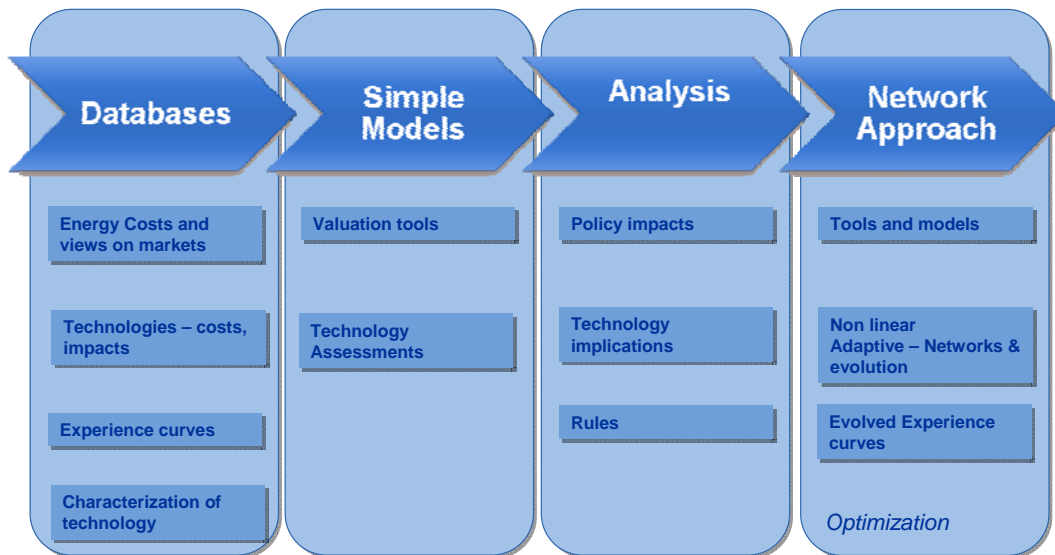 Databases
Energy Costs and
views on markets
Technologies – costs,
impacts
Experience curves
Characterization of
technology
Simple
Models
Valuation tools
Technology
Assessments
Analysis
Policy impacts
Technology
implications
Rules
Network
Approach
Tools and models
Non linear
Adaptive – Networks &
evolution
Evolved Experience
curves
Optimization